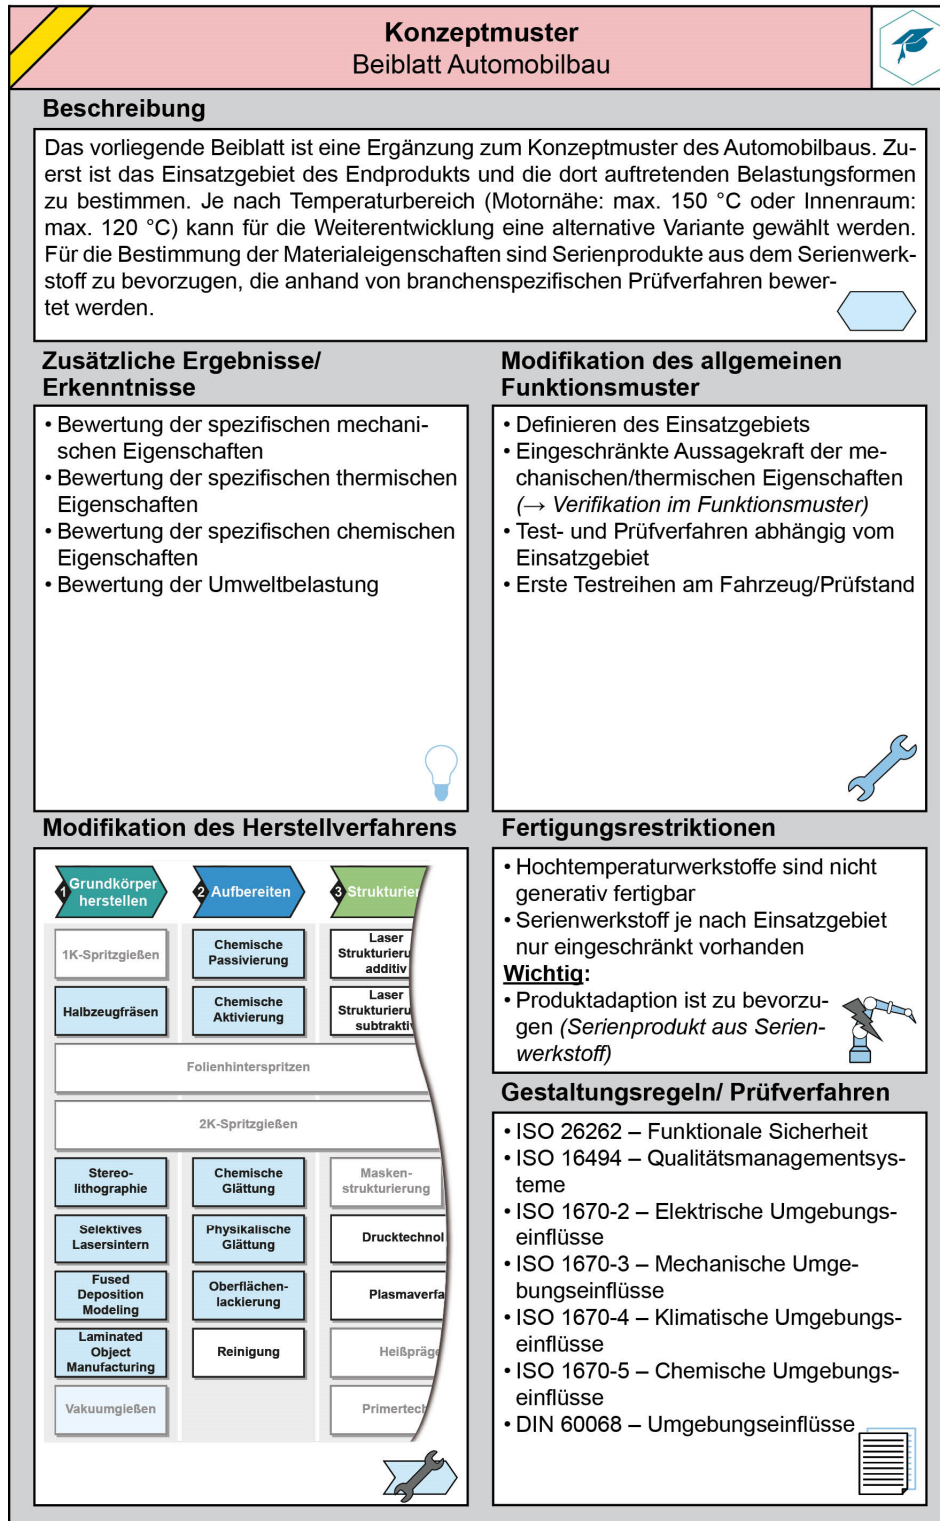 Konzeptmuster
Beiblatt Automobilbau
Beschreibung
Das vorliegende Beiblatt ist eine Ergänzung zum Konzeptmuster des Automobilbaus. Zu-
erst ist das Einsatzgebiet des Endprodukts und die dort auftretenden Belastungsformen
zu bestimmen. Je nach Temperaturbereich (Motornähe: max. 150 °C oder Innenraum:
max. 120 °C) kann für die Weiterentwicklung eine alternative Variante gewählt werden.
Für die Bestimmung der Materialeigenschaften sind Serienprodukte aus dem Serienwerk-
stoff zu bevorzugen, die anhand von branchenspezifischen Prüfverfahren bewer-
tet werden.
Zusätzliche Ergebnisse/
Erkenntnisse
• Bewertung der spezifischen mechani-
schen Eigenschaften
• Bewertung der spezifischen thermischen
Eigenschaften
• Bewertung der spezifischen chemischen
Eigenschaften
• Bewertung der Umweltbelastung
Modifikation des allgemeinen
Funktionsmuster
• Definieren des Einsatzgebiets
• Eingeschränkte Aussagekraft der me-
chanischen/thermischen Eigenschaften
(→ Verifikation im Funktionsmuster)
• Test- und Prüfverfahren abhängig vom
Einsatzgebiet
• Erste Testreihen am Fahrzeug/Prüfstand
Modifikation des Herstellverfahrens
1 Grundkörper
herstellen
2 Aufbereiten
3 Strukturier
1K-Spritzgießen
Chemische
Passivierung
Laser
Strukturieru
additiv
Halbzeugfräsen
Chemische
Aktivierung
Laser
Strukturieru
subtraktiv
Folienhinterspritzen
2K-Spritzgießen
Stereo-
lithographie
Chemische
Glättung
Masken-
strukturierung
Selektives
Lasersintern
Physikalische
Glättung
Drucktechnol
Fused
Deposition
Modeling
Oberflächen-
lackierung
Plasmaverfa
Laminated
Object
Manufacturing
Reinigung
Heißpräge
Vakuumgießen
Primertech
Fertigungsrestriktionen
• Hochtemperaturwerkstoffe sind nicht
generativ fertigbar
• Serienwerkstoff je nach Einsatzgebiet
nur eingeschränkt vorhanden
Wichtig:
• Produktadaption ist zu bevorzu-
gen (Serienprodukt aus Serien-
werkstoff)
Gestaltungsregeln/ Prüfverfahren
• ISO 26262 – Funktionale Sicherheit
• ISO 16494 – Qualitätsmanagementsys-
teme
• ISO 1670-2 – Elektrische Umgebungs-
einflüsse
• ISO 1670-3 – Mechanische Umge-
bungseinflüsse
• ISO 1670-4 – Klimatische Umgebungs-
einflüsse
• ISO 1670-5 – Chemische Umgebungs-
einflüsse
• DIN 60068 – Umgebungseinflüsse